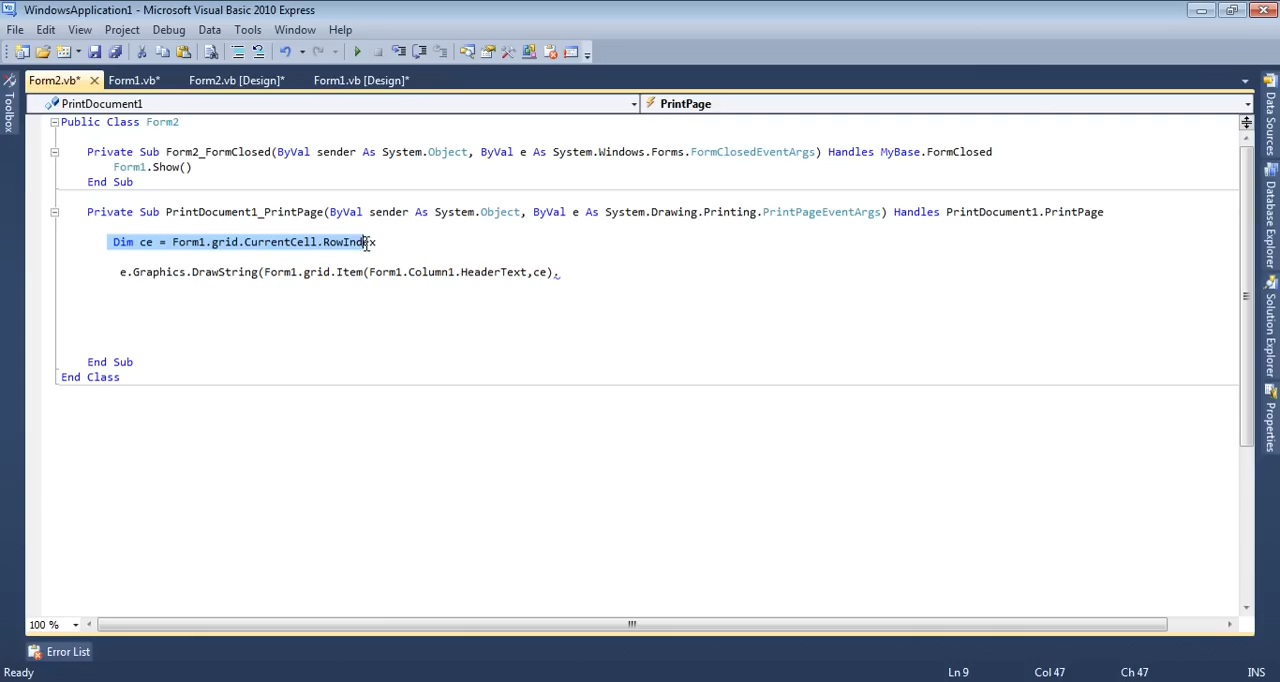 WindowsApplication1 - Microsoft Visual Basic 2010 Express
File Edit View Project Debug Data Tools Window Help
Form2.vb* Form1.vb* Form2.vb [Design]* Form1.vb [Design]*
PrintDocument1 PrintPage
Public Class Form2
Private Sub Form2_FormClosed(ByVal sender As System.Object, ByVal e As System.Windows.Forms.FormClosedEventArgs) Handles MyBase.FormClosed
Form1.Show()
End Sub
Private Sub PrintDocument1_PrintPage(ByVal sender As System.Object, ByVal e As System.Drawing.Printing.PrintPageEventArgs) Handles PrintDocument1.PrintPage
Dim ce = Form1.grid.CurrentCell.RowIndex
e.Graphics.DrawString(Form1.grid.Item(Form1.Column1.HeaderText,ce).
End Sub
End Class
100 %
Error List
Ready Ln 9 Col 47 Ch 47 INS
Toolbox
Data Sources
Database Explorer
Solution Explorer
Properties